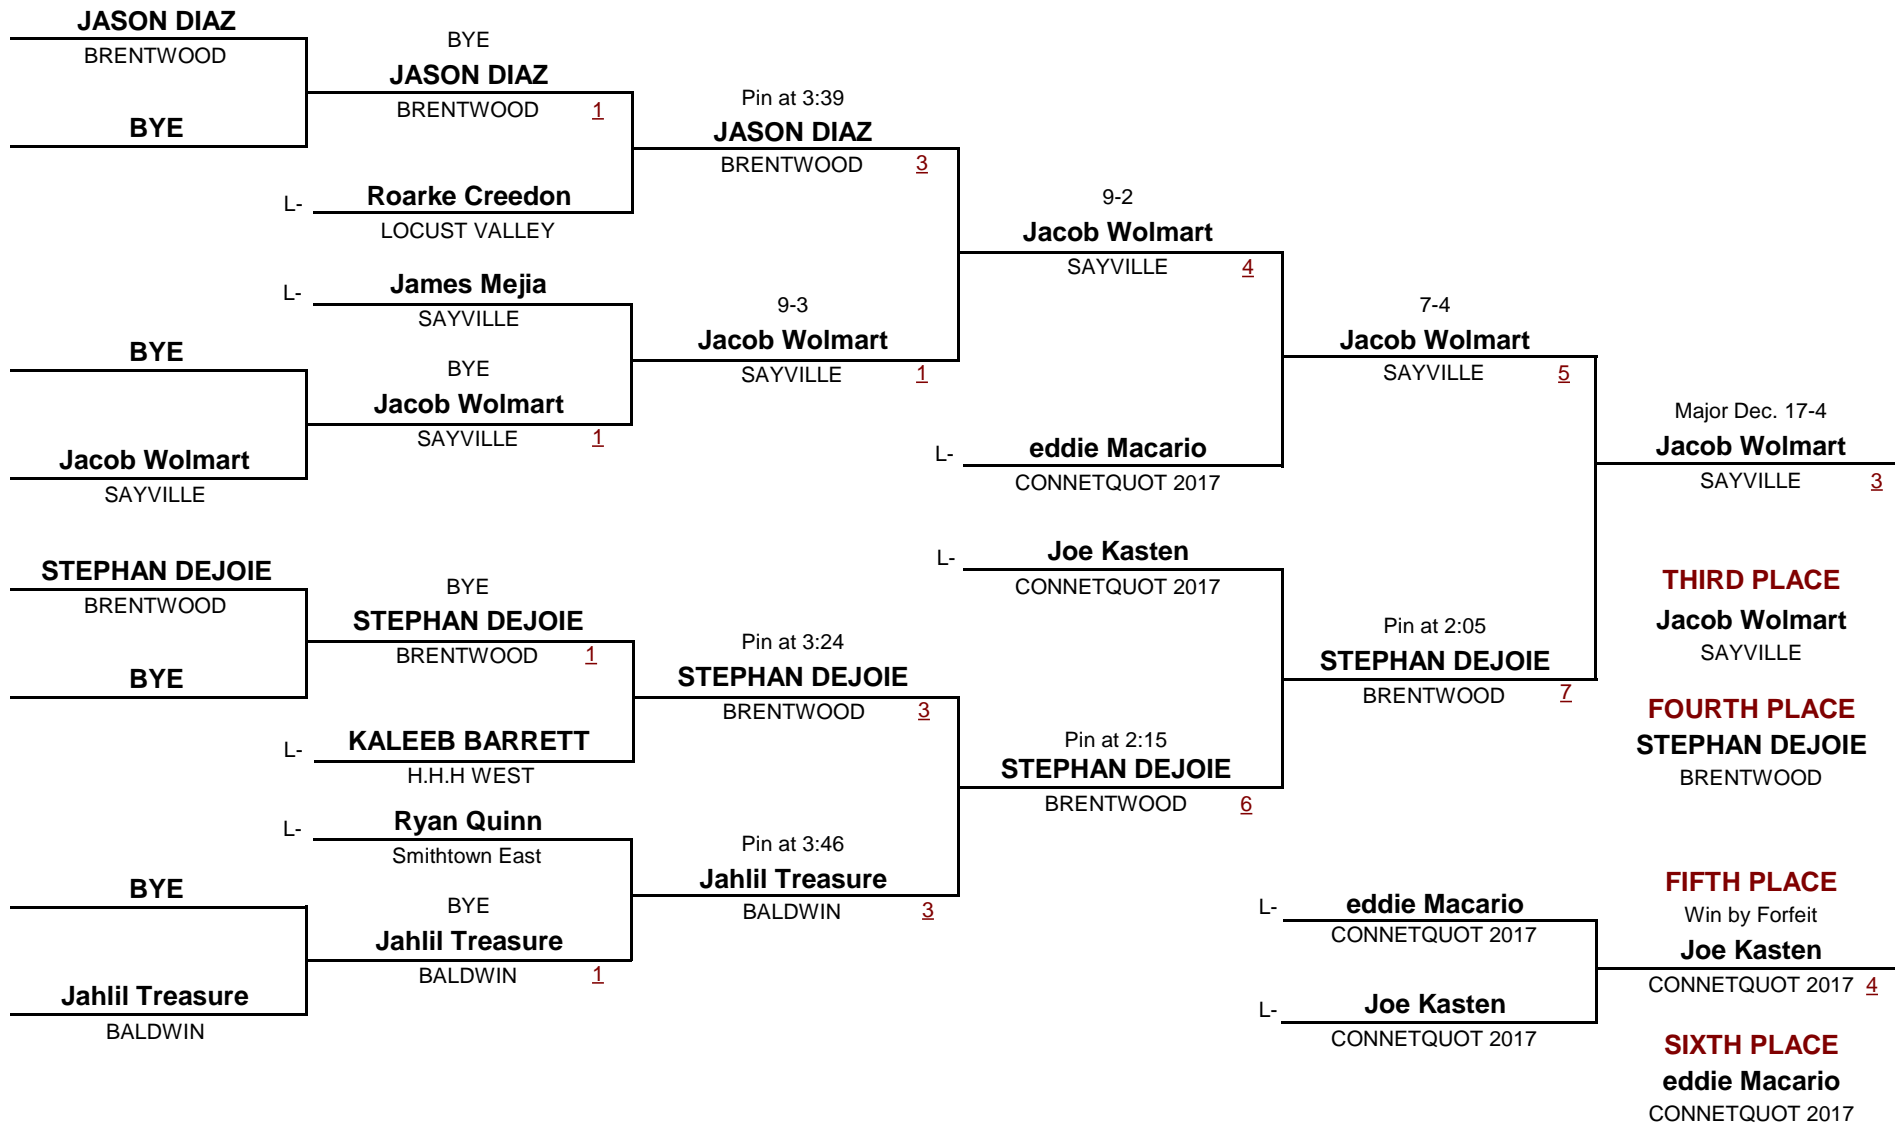 JASON DIAZ
BRENTWOOD
BYE
BYE
JASON DIAZ
BRENTWOOD 1
L- Roarke Creedon
LOCUST VALLEY
Pin at 3:39
JASON DIAZ
BRENTWOOD 3
L- James Mejia
SAYVILLE
BYE
BYE
Jacob Wolmart
SAYVILLE 1
Jacob Wolmart
SAYVILLE
9-3
Jacob Wolmart
SAYVILLE 1
9-2
Jacob Wolmart
SAYVILLE 4
L- eddie Macario
CONNETQUOT 2017
7-4
Jacob Wolmart
SAYVILLE 5
Major Dec. 17-4
Jacob Wolmart
SAYVILLE 3
STEPHAN DEJOIE
BRENTWOOD
BYE
BYE
STEPHAN DEJOIE
BRENTWOOD 1
L- KALEEB BARRETT
H.H.H WEST
Pin at 3:24
STEPHAN DEJOIE
BRENTWOOD 3
L- Ryan Quinn
Smithtown East
BYE
BYE
Jahlil Treasure
BALDWIN 1
Jahlil Treasure
BALDWIN
Pin at 3:46
Jahlil Treasure
BALDWIN 3
L- Joe Kasten
CONNETQUOT 2017
Pin at 2:15
STEPHAN DEJOIE
BRENTWOOD 6
Pin at 2:05
STEPHAN DEJOIE
BRENTWOOD 7
THIRD PLACE
Jacob Wolmart
SAYVILLE
FOURTH PLACE
STEPHAN DEJOIE
BRENTWOOD
L- eddie Macario
CONNETQUOT 2017
L- Joe Kasten
CONNETQUOT 2017
FIFTH PLACE
Win by Forfeit
Joe Kasten
CONNETQUOT 2017 4
SIXTH PLACE
eddie Macario
CONNETQUOT 2017